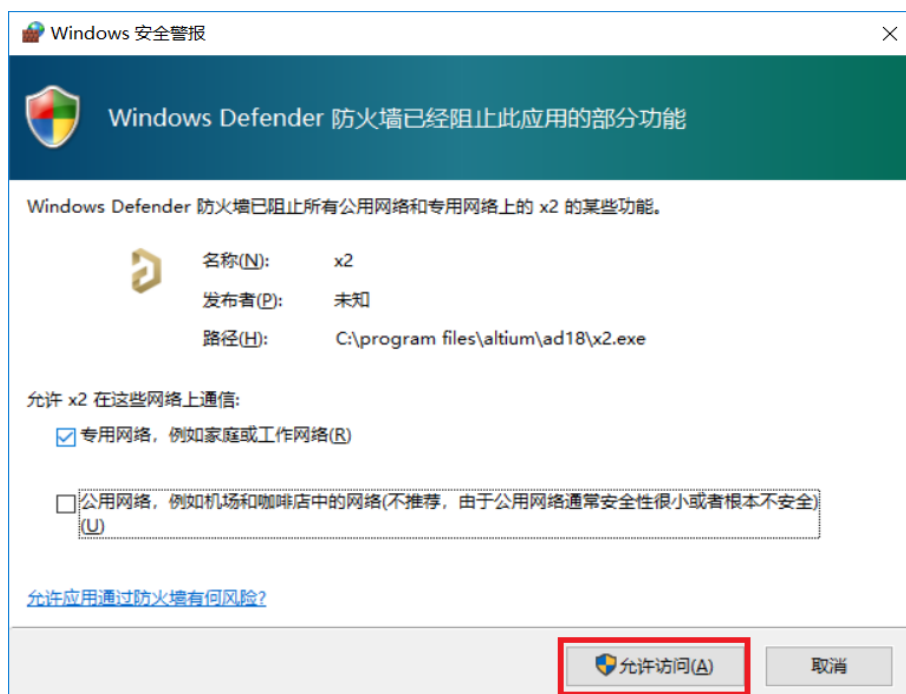 Windows 安全警报
Windows Defender 防火墙已经阻止此应用的部分功能
Windows Defender 防火墙已阻止所有公用网络和专用网络上的 x2 的某些功能。
名称(N): x2
发布者(P): 未知
路径(H): C:\program files\altium\ad18\x2.exe
允许 x2 在这些网络上通信:
专用网络，例如家庭或工作网络(R)
公用网络，例如机场和咖啡店中的网络(不推荐，由于公用网络通常安全性很小或者根本不安全)
(U)
允许应用通过防火墙有何风险?
允许访问(A) 取消